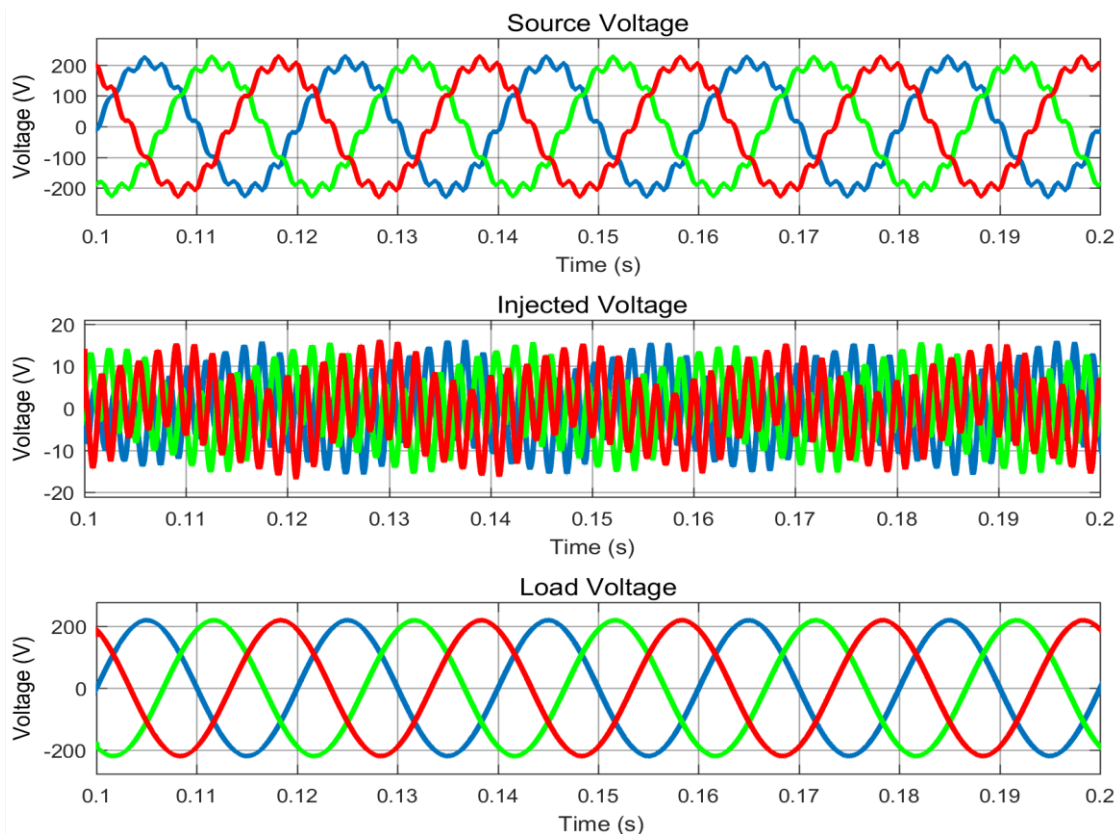 Source Voltage
Voltage (V)
200
100
0
-100
-200
0.1 0.11 0.12 0.13 0.14 0.15 0.16 0.17 0.18 0.19 0.2
Time (s)
Injected Voltage
Voltage (V)
20
10
0
-10
-20
0.1 0.11 0.12 0.13 0.14 0.15 0.16 0.17 0.18 0.19 0.2
Time (s)
Load Voltage
Voltage (V)
200
0
-200
0.1 0.11 0.12 0.13 0.14 0.15 0.16 0.17 0.18 0.19 0.2
Time (s)